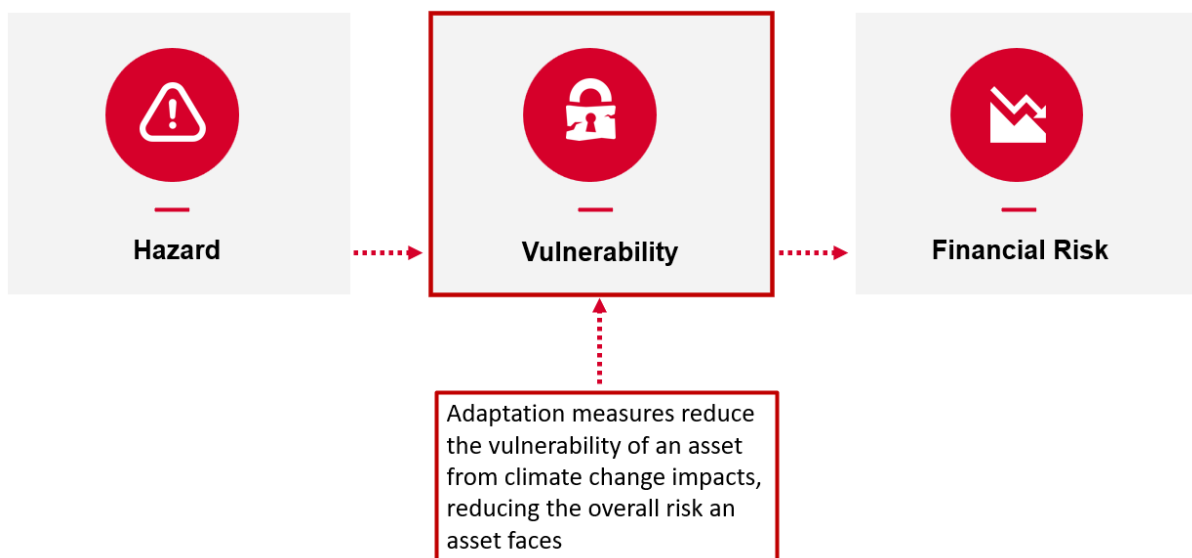 Hazard
Vulnerability
Financial Risk
Adaptation measures reduce
the vulnerability of an asset
from climate change impacts,
reducing the overall risk an
asset faces